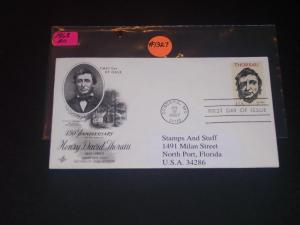 #1327
FIRST DAY
OF ISSUE
THOREAU
FIRST DAY OF ISSUE
150th ANNIVERSARY
Henry David Thoreau
Stamps And Stuff
1491 Milan Street
North Port, Florida
U.S.A. 34286